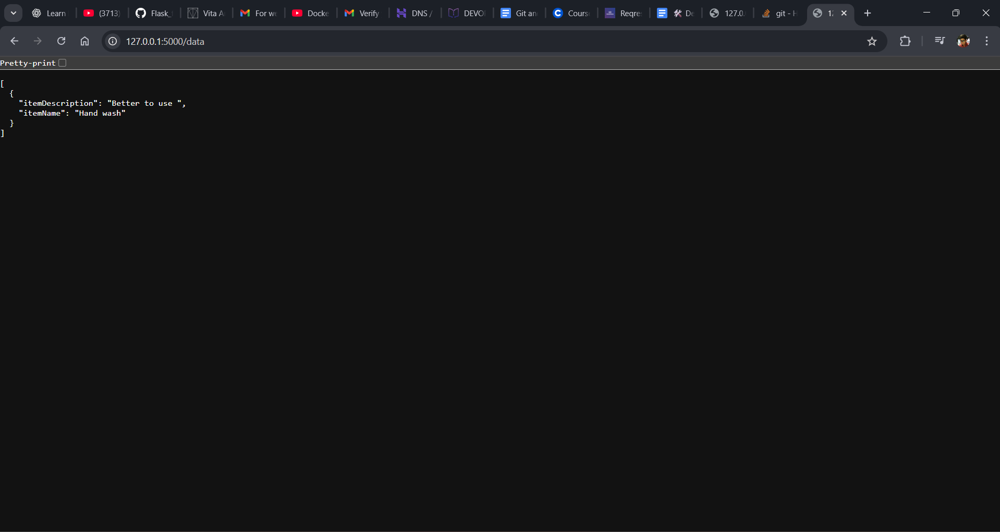 Learn
(3713)
Flask_
Vita A
For we
Docke
Verify
DNS /
DEVO
Git an
Cours
Reqre
De
127.0.
git - H
127.0.0.1:5000/data
Pretty-print
[
{
"itemDescription": "Better to use ",
"itemName": "Hand wash"
}
]